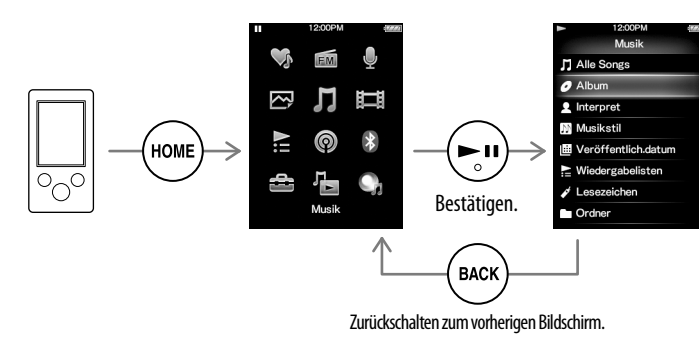 12:00PM
FM
Musik
HOME
Bestätigen.
12:00PM
Musik
Alle Songs
Album
Interpret
Musikstil
Veröffentlich.datum
Wiedergabelisten
Lesezeichen
Ordner
BACK
Zurückschalten zum vorherigen Bildschirm.